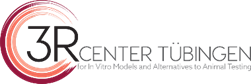 3R CENTER TÜBINGEN
for In Vitro Models and Alternatives to Animal Testing